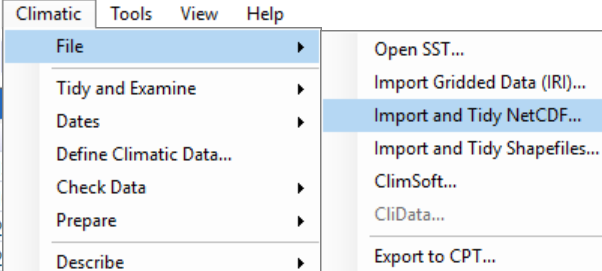 Climatic Tools View Help
File
Tidy and Examine
Dates
Define Climatic Data...
Check Data
Prepare
Describe
Open SST...
Import Gridded Data (IRI)...
Import and Tidy NetCDF...
Import and Tidy Shapefiles...
ClimSoft...
CliData...
Export to CPT...